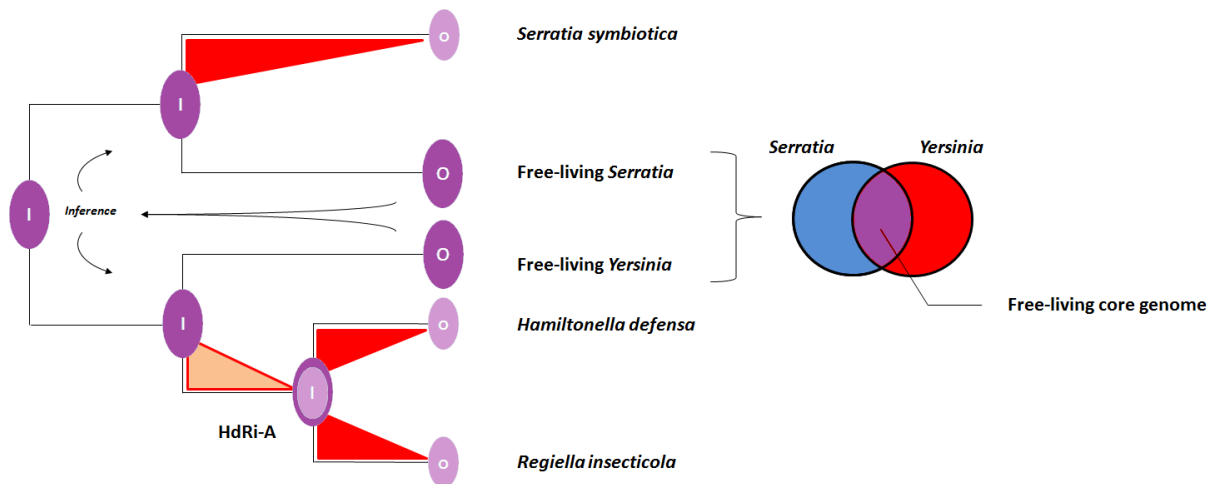 O
Serratia symbiotica
I
Serratia
Yersinia
O
Free-living Serratia
I
Inference
O
Free-living Yersinia
Free-living core genome
I
O
Hamiltonella defensa
I
HdRi-A
O
Regiella insecticola